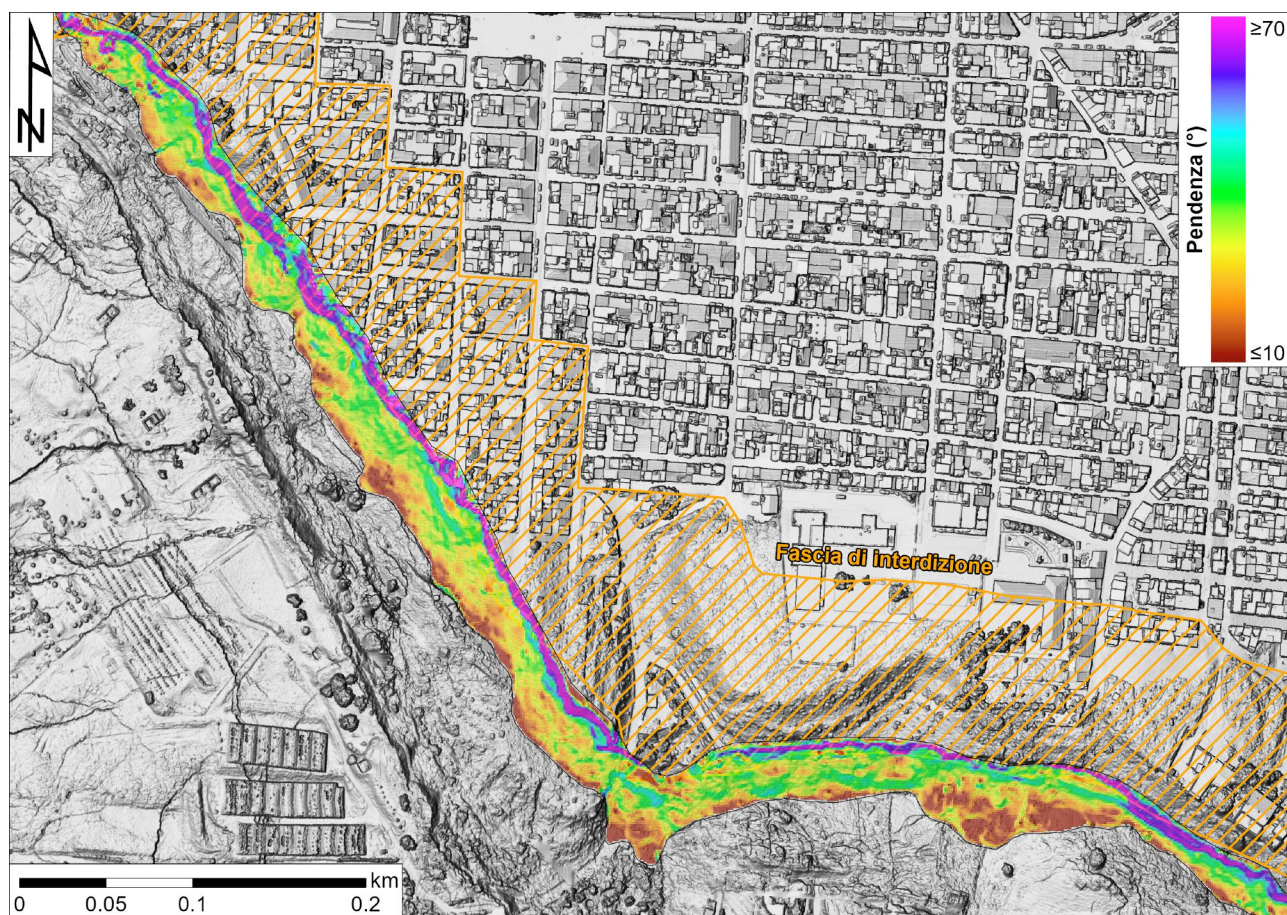 N
≥70
Pendenza (°)
≤10
Fascia di interdizione
km
0 0.05 0.1 0.2